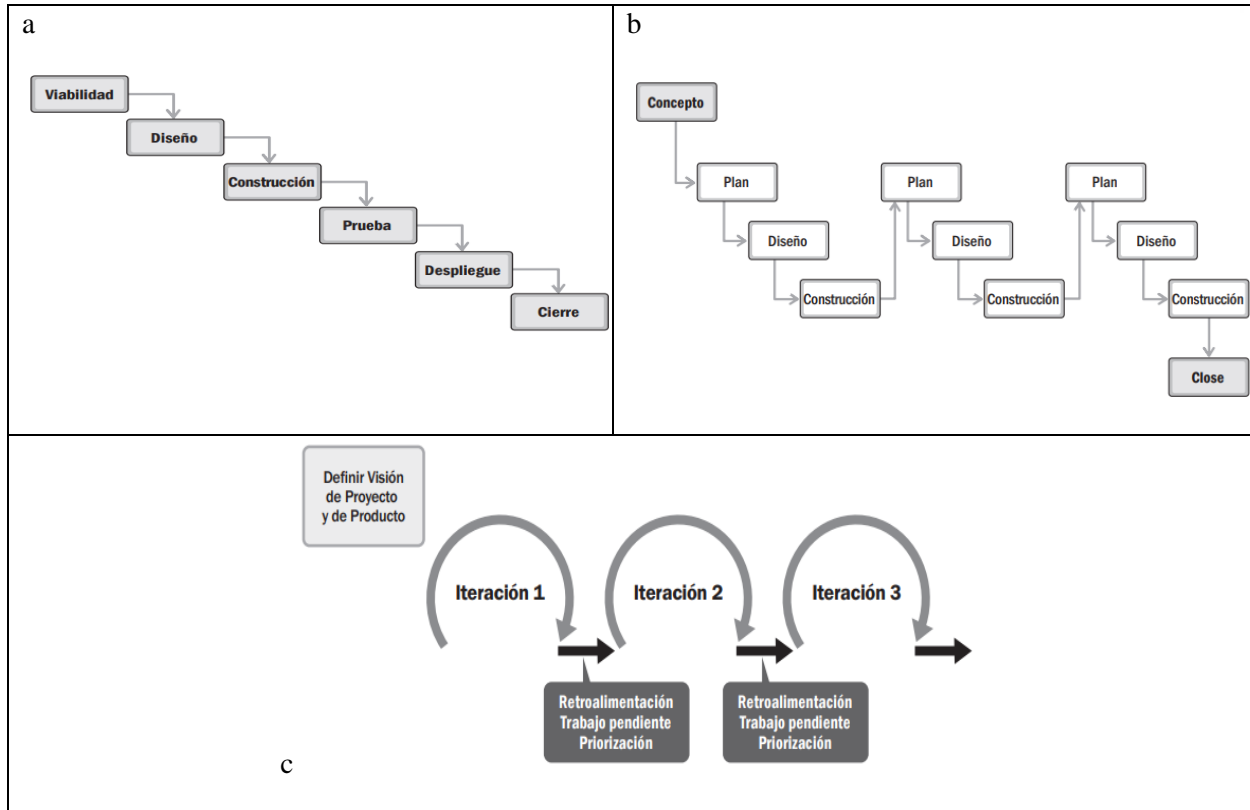 a
Viabilidad
Diseño
Construcción
Prueba
Despliegue
Cierre
b
Concepto
Plan
Diseño
Construcción
Plan
Diseño
Construcción
Plan
Diseño
Construcción
Close
Definir Visión
de Proyecto
y de Producto
Iteración 1
Iteración 2
Iteración 3
Retroalimentación
Trabajo pendiente
Priorización
Retroalimentación
Trabajo pendiente
Priorización
c